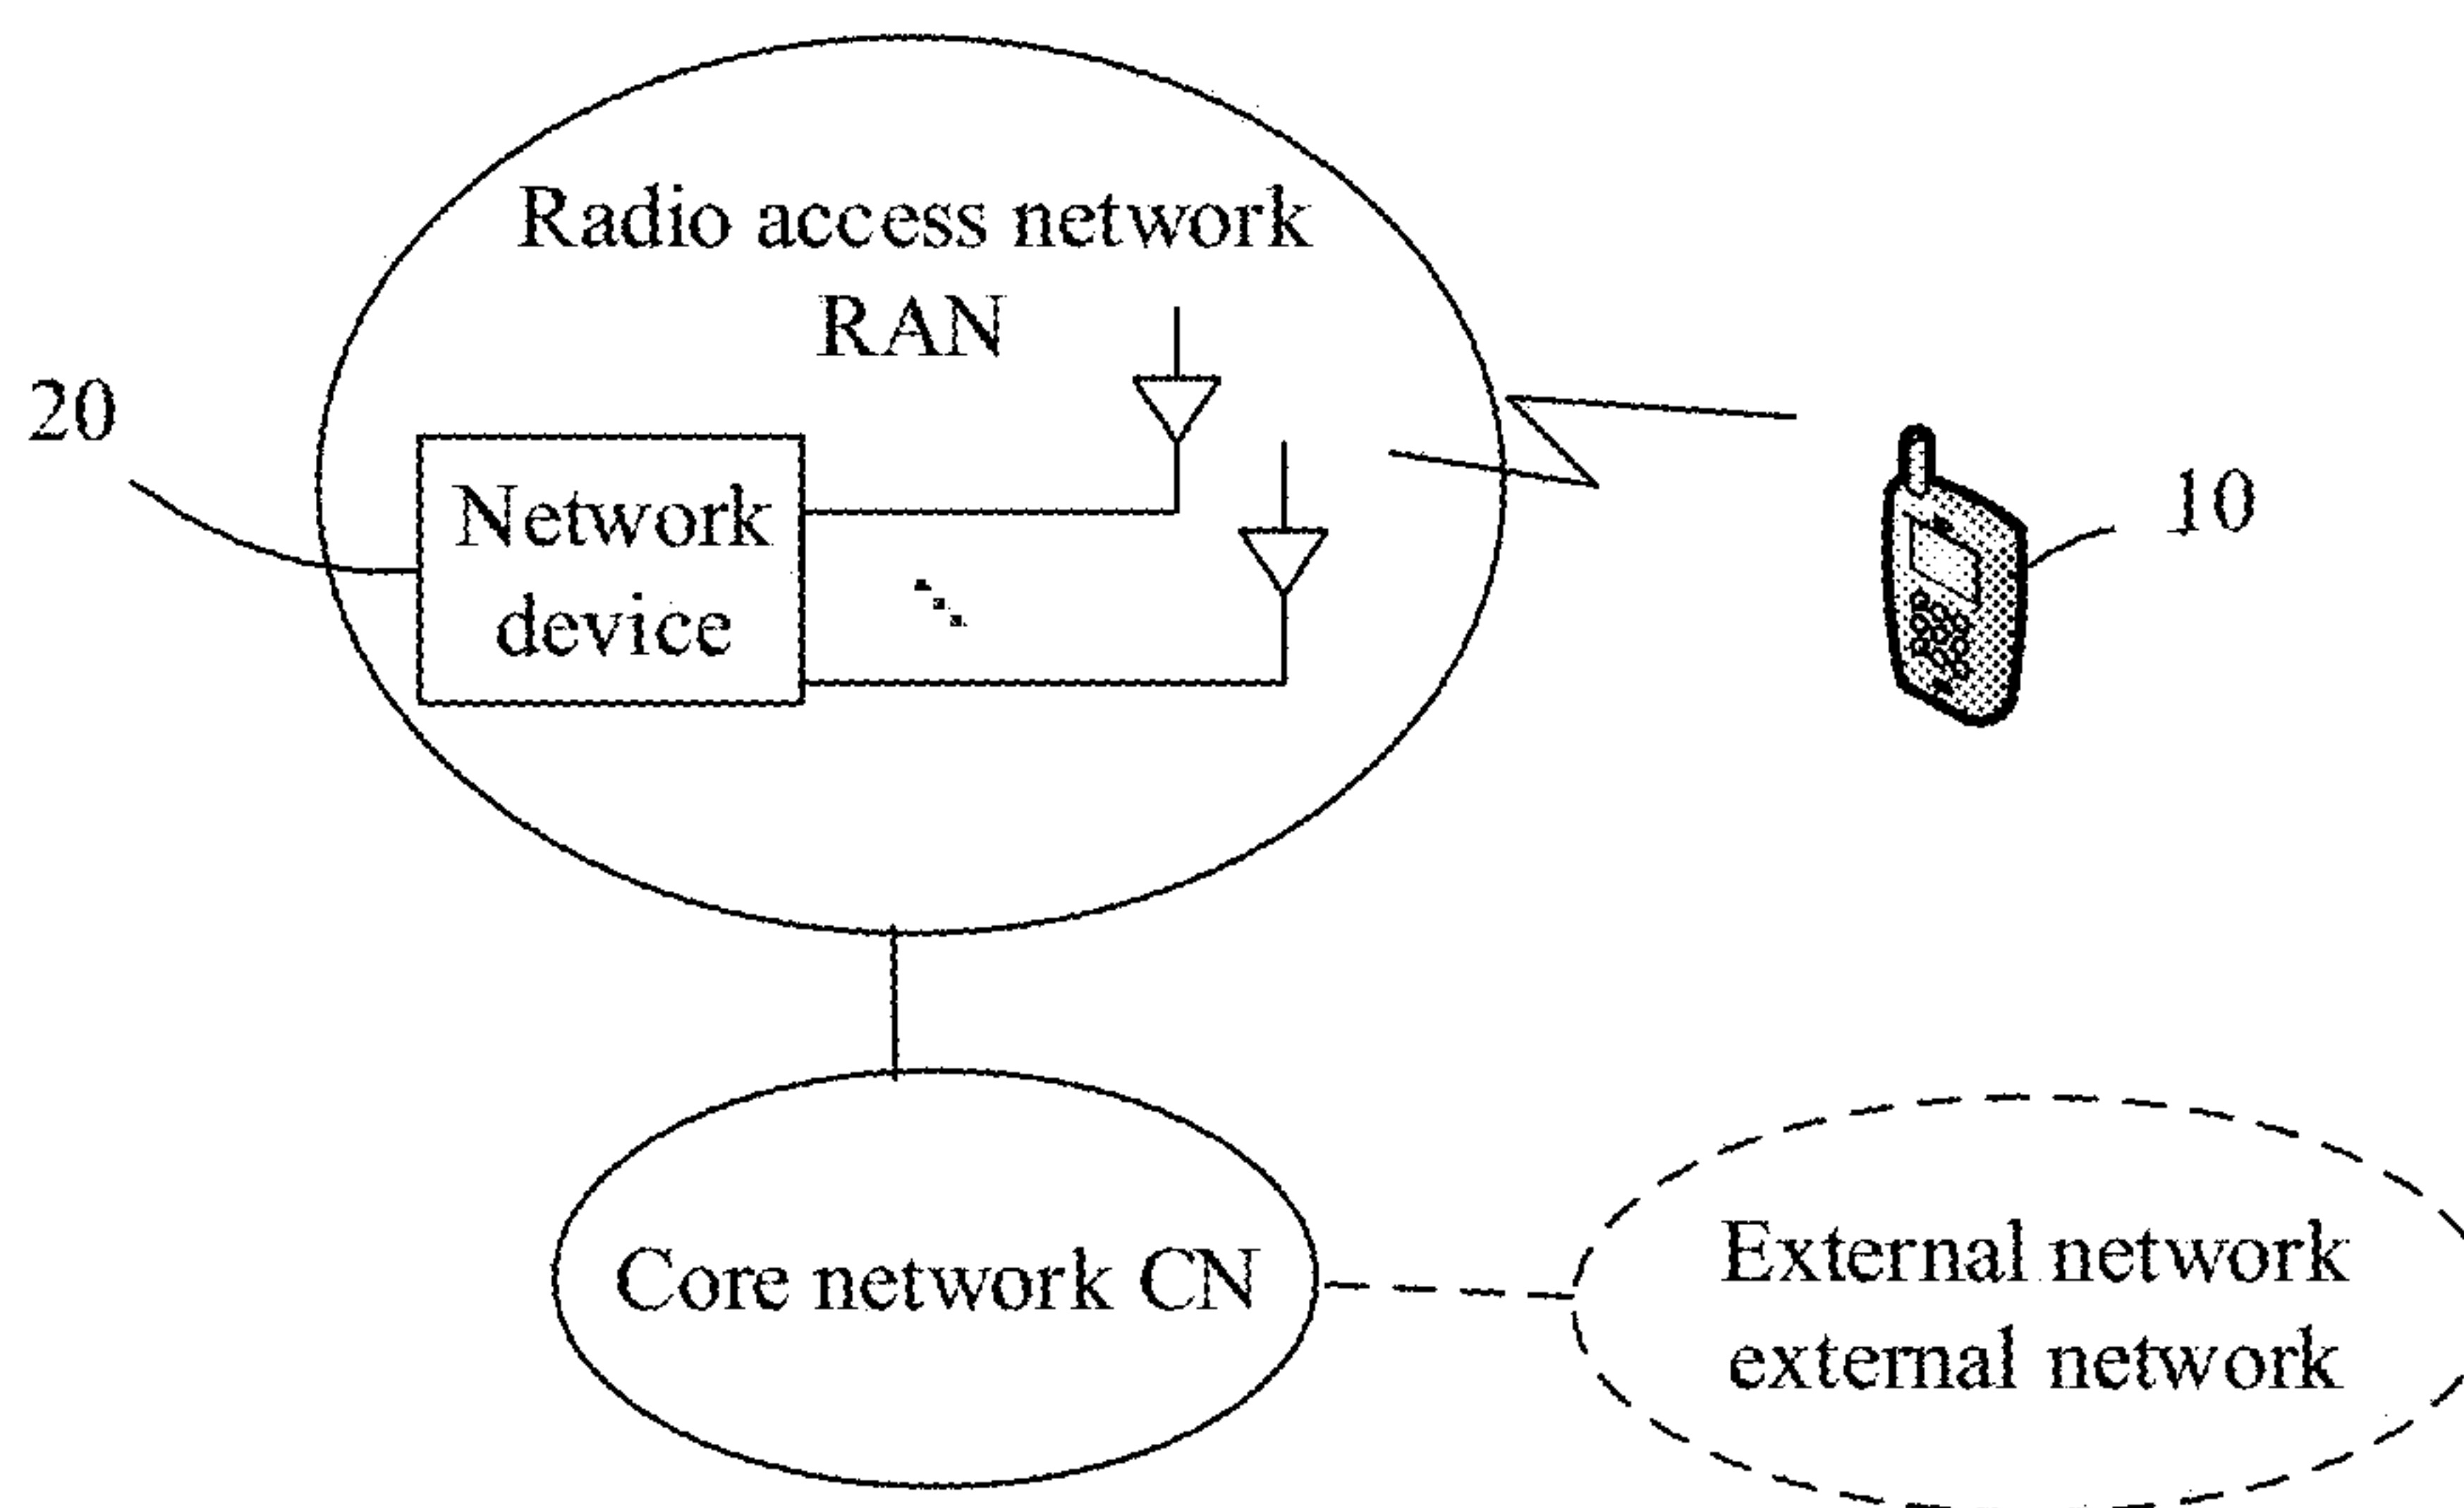 Radio access network
RAN
20
Network
device
10
Core network CN
External network
external network